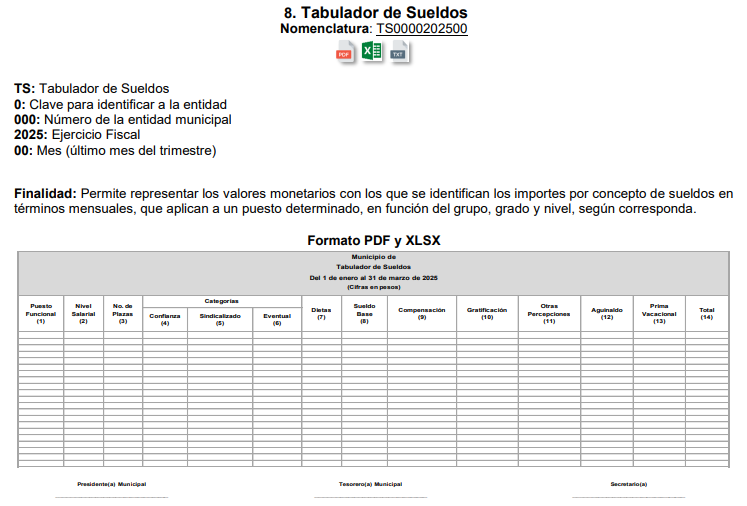 8. Tabulador de Sueldos
Nomenclatura: TS0000202500
PDF
TXT
TS: Tabulador de Sueldos
0: Clave para identificar a la entidad
000: Número de la entidad municipal
2025: Ejercicio Fiscal
00: Mes (último mes del trimestre)
Finalidad: Permite representar los valores monetarios con los que se identifican los importes por concepto de sueldos en
términos mensuales, que aplican a un puesto determinado, en función del grupo, grado y nivel, según corresponda.
Formato PDF y XLSX
Municipio de
Tabulador de Sueldos
Del 1 de enero al 31 de marzo de 2025
(Cifras en pesos)
Puesto Funcional (1)
Nivel Salarial (2)
No. de Plazas (3)
Categorías
Confianza (4)
Sindicalizado (5)
Eventual (6)
Dietas (7)
Sueldo Base (8)
Compensación (9)
Gratificación (10)
Otras Percepciones (11)
Aguinaldo (12)
Prima Vacacional (13)
Total (14)
Presidente(a) Municipal
Tesorero(a) Municipal
Secretario(a)